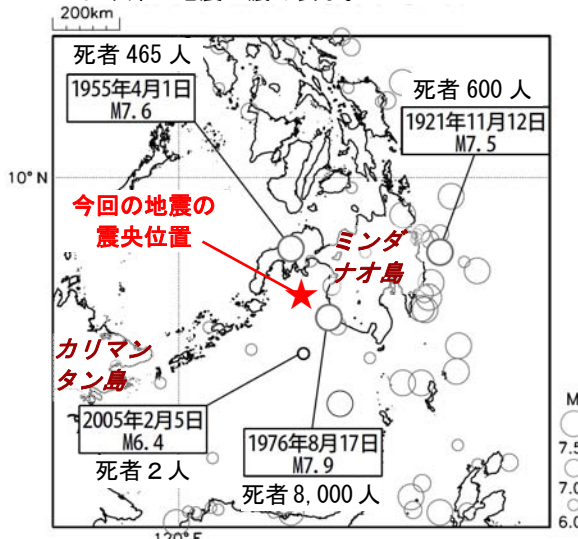 200km
死者 465 人
1955年4月1日
M7.6
死者 600 人
1921年11月12日
M7.5
10°N
今回の地震の
震央位置
ミンダ
ナオ島
カリマン
タン島
2005年2月5日
M6.4
死者２人
1976年8月17日
M7.9
死者 8,000 人
M
7.5
7.0
6.0
120°E